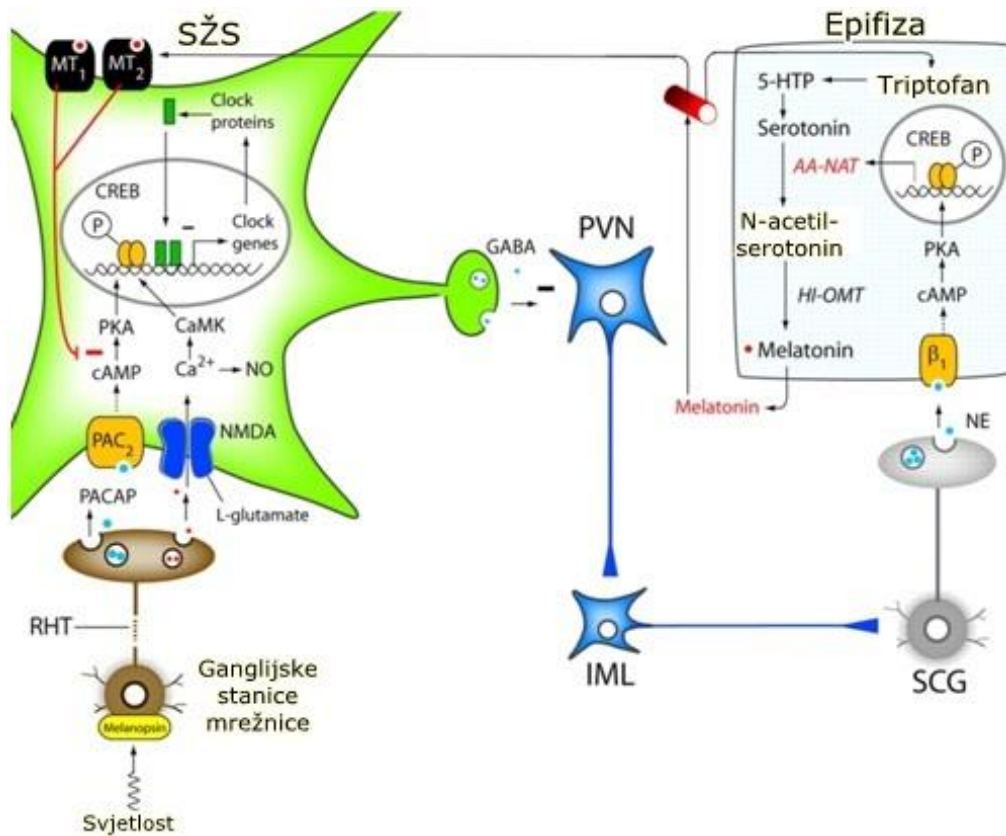 SŽS
MT1
MT2
Clock
proteins
CREB
P
Clock
genes
PKA
CaMK
cAMP
Ca2+
NO
PAC2
NMDA
PACAP
L-glutamate
RHT
Ganglijske
stanice
mrežnice
Melanopsin
Svjetlost
GABA
PVN
IML
SCG
Epifiza
5-HTP
Triptofan
Serotonin
CREB
P
AA-NAT
N-acetil-
serotonin
PKA
HI-OMT
cAMP
Melatonin
β1
Melatonin
NE